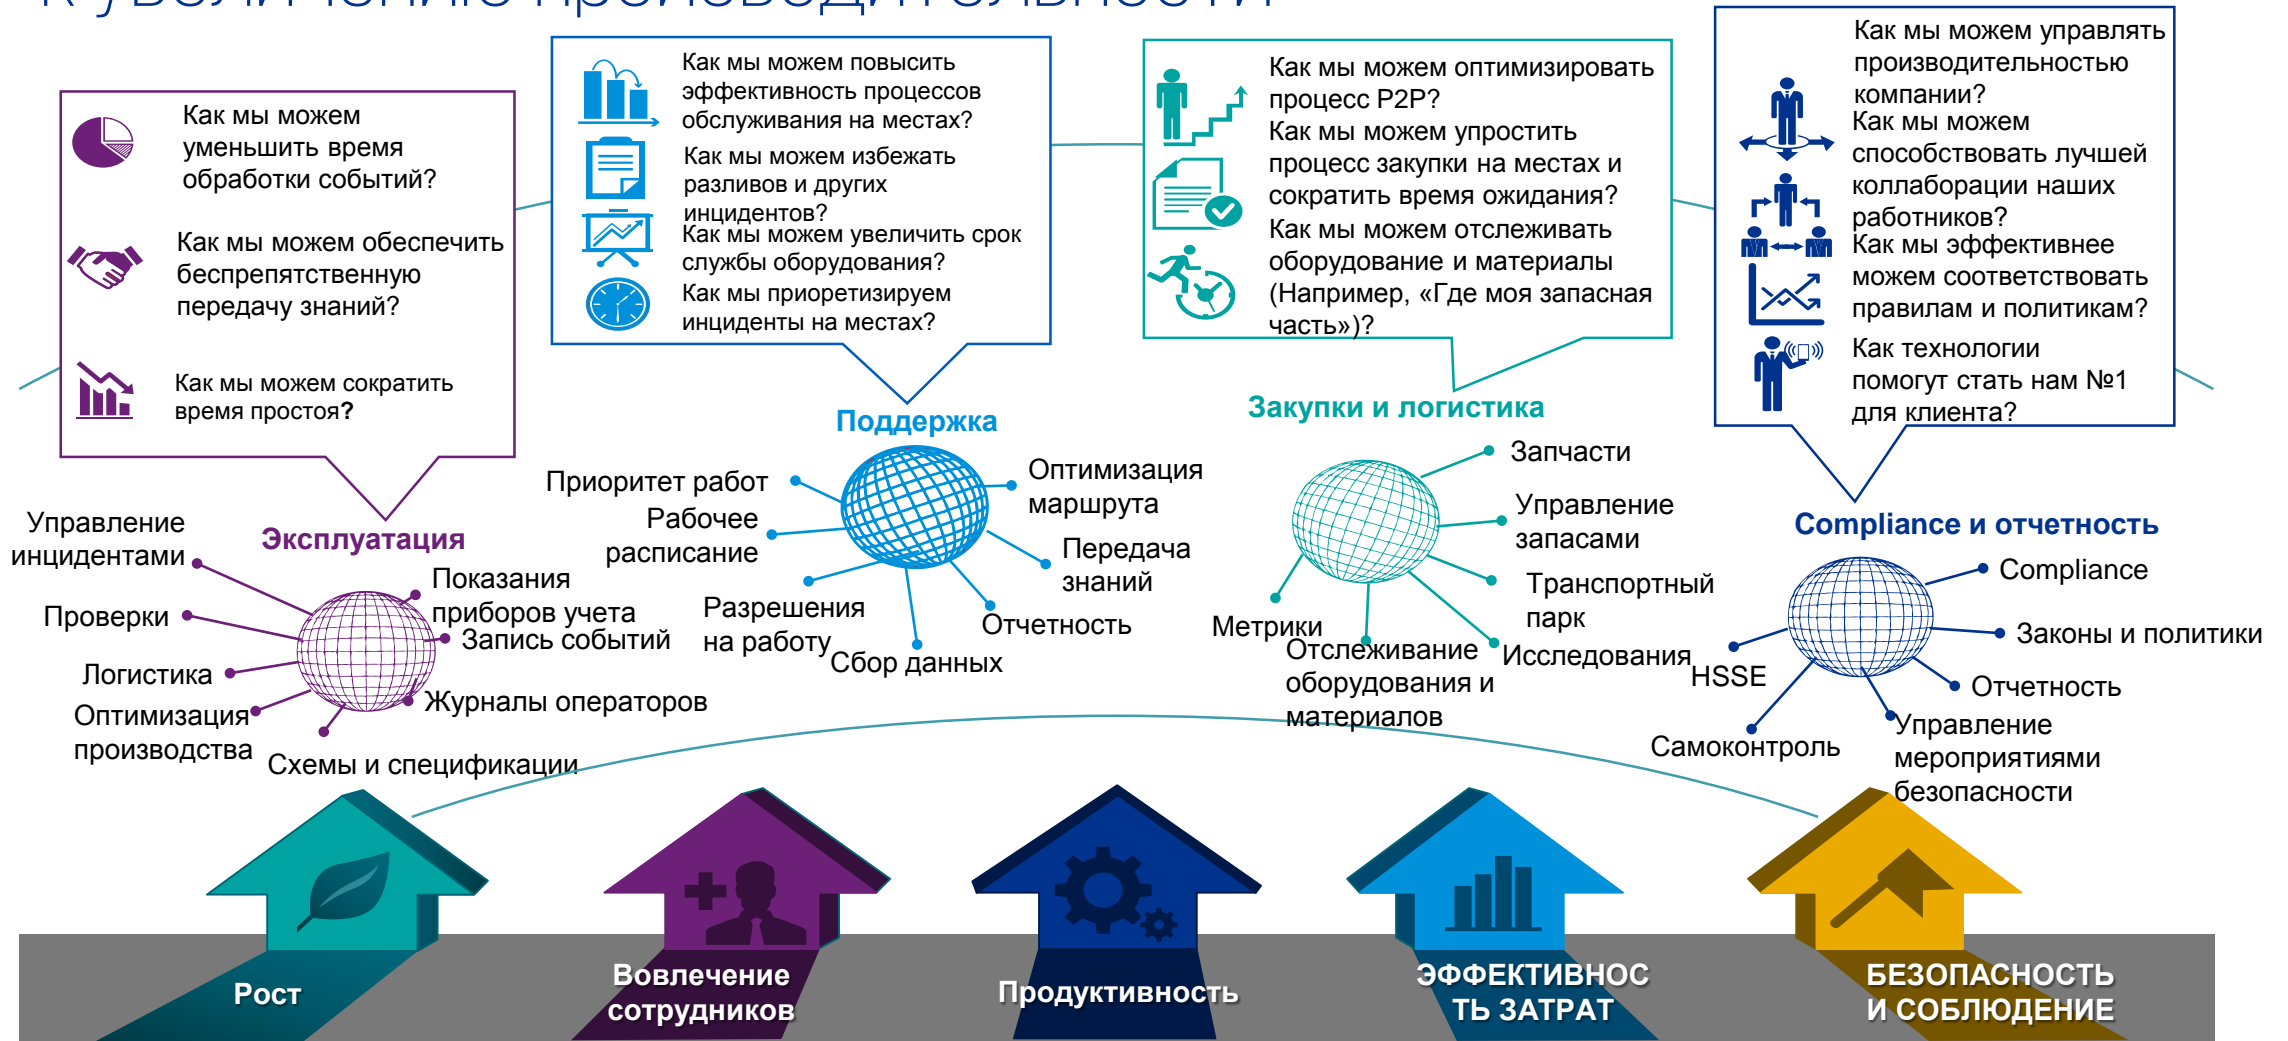 к увеличению производительности
Как мы можем
уменьшить время
обработки событий?
Как мы можем обеспечить
беспрепятственную
передачу знаний?
Как мы можем сократить
время простоя?
Как мы можем повысить
эффективность процессов
обслуживания на местах?
Как мы можем избежать
разливов и других
инцидентов?
Как мы можем увеличить срок
службы оборудования?
Как мы приоретизируем
инциденты на местах?
Как мы можем оптимизировать
процесс P2P?
Как мы можем упростить
процесс закупки на местах и
сократить время ожидания?
Как мы можем отслеживать
оборудование и материалы
(Например, «Где моя запасная
часть»)?
Как мы можем управлять
производительностью
компании?
Как мы можем
способствовать лучшей
коллаборации наших
работников?
Как мы эффективнее
можем соответствовать
правилам и политикам?
Как технологии
помогут стать нам №1
для клиента?
Эксплуатация
Управление
инцидентами
Проверки
Логистика
Оптимизация
производства
Схемы и спецификации
Показания
приборов учета
Запись событий
Журналы операторов
Поддержка
Приоритет работ
Рабочее
расписание
Разрешения
на работу
Сбор данных
Оптимизация
маршрута
Передача
знаний
Отчетность
Закупки и логистика
Запчасти
Управление
запасами
Транспортный
парк
Исследования
Метрики
Отслеживание
оборудования и
материалов
Compliance и отчетность
Compliance
Законы и политики
Отчетность
Управление
мероприятиями
безопасности
HSSE
Самоконтроль
Рост
Вовлечение
сотрудников
Продуктивность
ЭФФЕКТИВНОС
ТЬ ЗАТРАТ
БЕЗОПАСНОСТЬ
И СОБЛЮДЕНИЕ